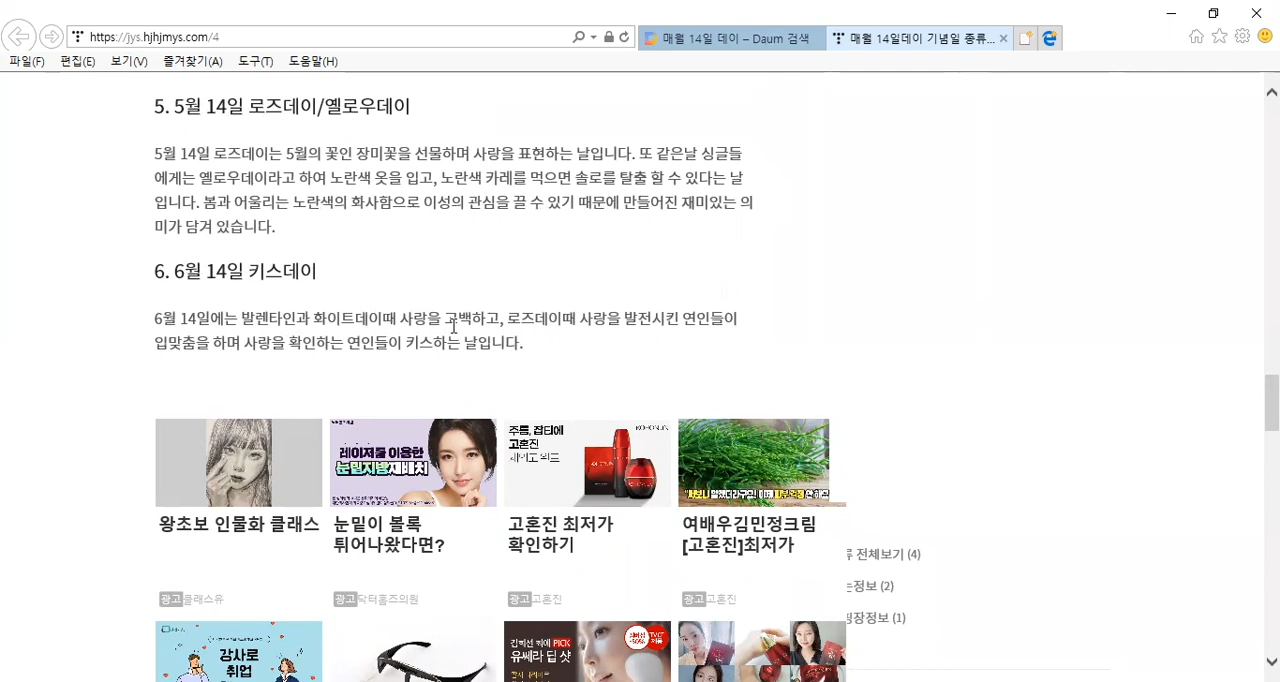 https://jys.hjhjmys.com/4
매월 14일 데이 – Daum 검색
매월 14일데이 기념일 종류...
파일(F) 편집(E) 보기(V) 즐겨찾기(A) 도구(T) 도움말(H)
5. 5월 14일 로즈데이/옐로우데이
5월 14일 로즈데이는 5월의 꽃인 장미꽃을 선물하며 사랑을 표현하는 날입니다. 또 같은날 싱글들
에게는 옐로우데이라고 하여 노란색 옷을 입고, 노란색 카레를 먹으면 솔로를 탈출 할 수 있다는 날
입니다. 봄과 어울리는 노란색의 화사함으로 이성의 관심을 끌 수 있기 때문에 만들어진 재미있는 의
미가 담겨 있습니다.
6. 6월 14일 키스데이
6월 14일에는 발렌타인과 화이트데이때 사랑을 고백하고, 로즈데이때 사랑을 발전시킨 연인들이
입맞춤을 하며 사랑을 확인하는 연인들이 키스하는 날입니다.
레이저를 이용한
눈밑지방재배치
주름, 잡티에
고혼진
왕초보 인물화 클래스
눈밑이 볼록
튀어나왔다면?
고혼진 최저가
확인하기
여배우김민정크림
[고혼진]최저가
광고 클래스유
광고 닥터홈즈의원
광고 고혼진
광고 고혼진
류 전체보기 (4)
는정보 (2)
성장정보 (1)
강사로
취업
김희선 해에 PICK
유쎄라 딥 샷